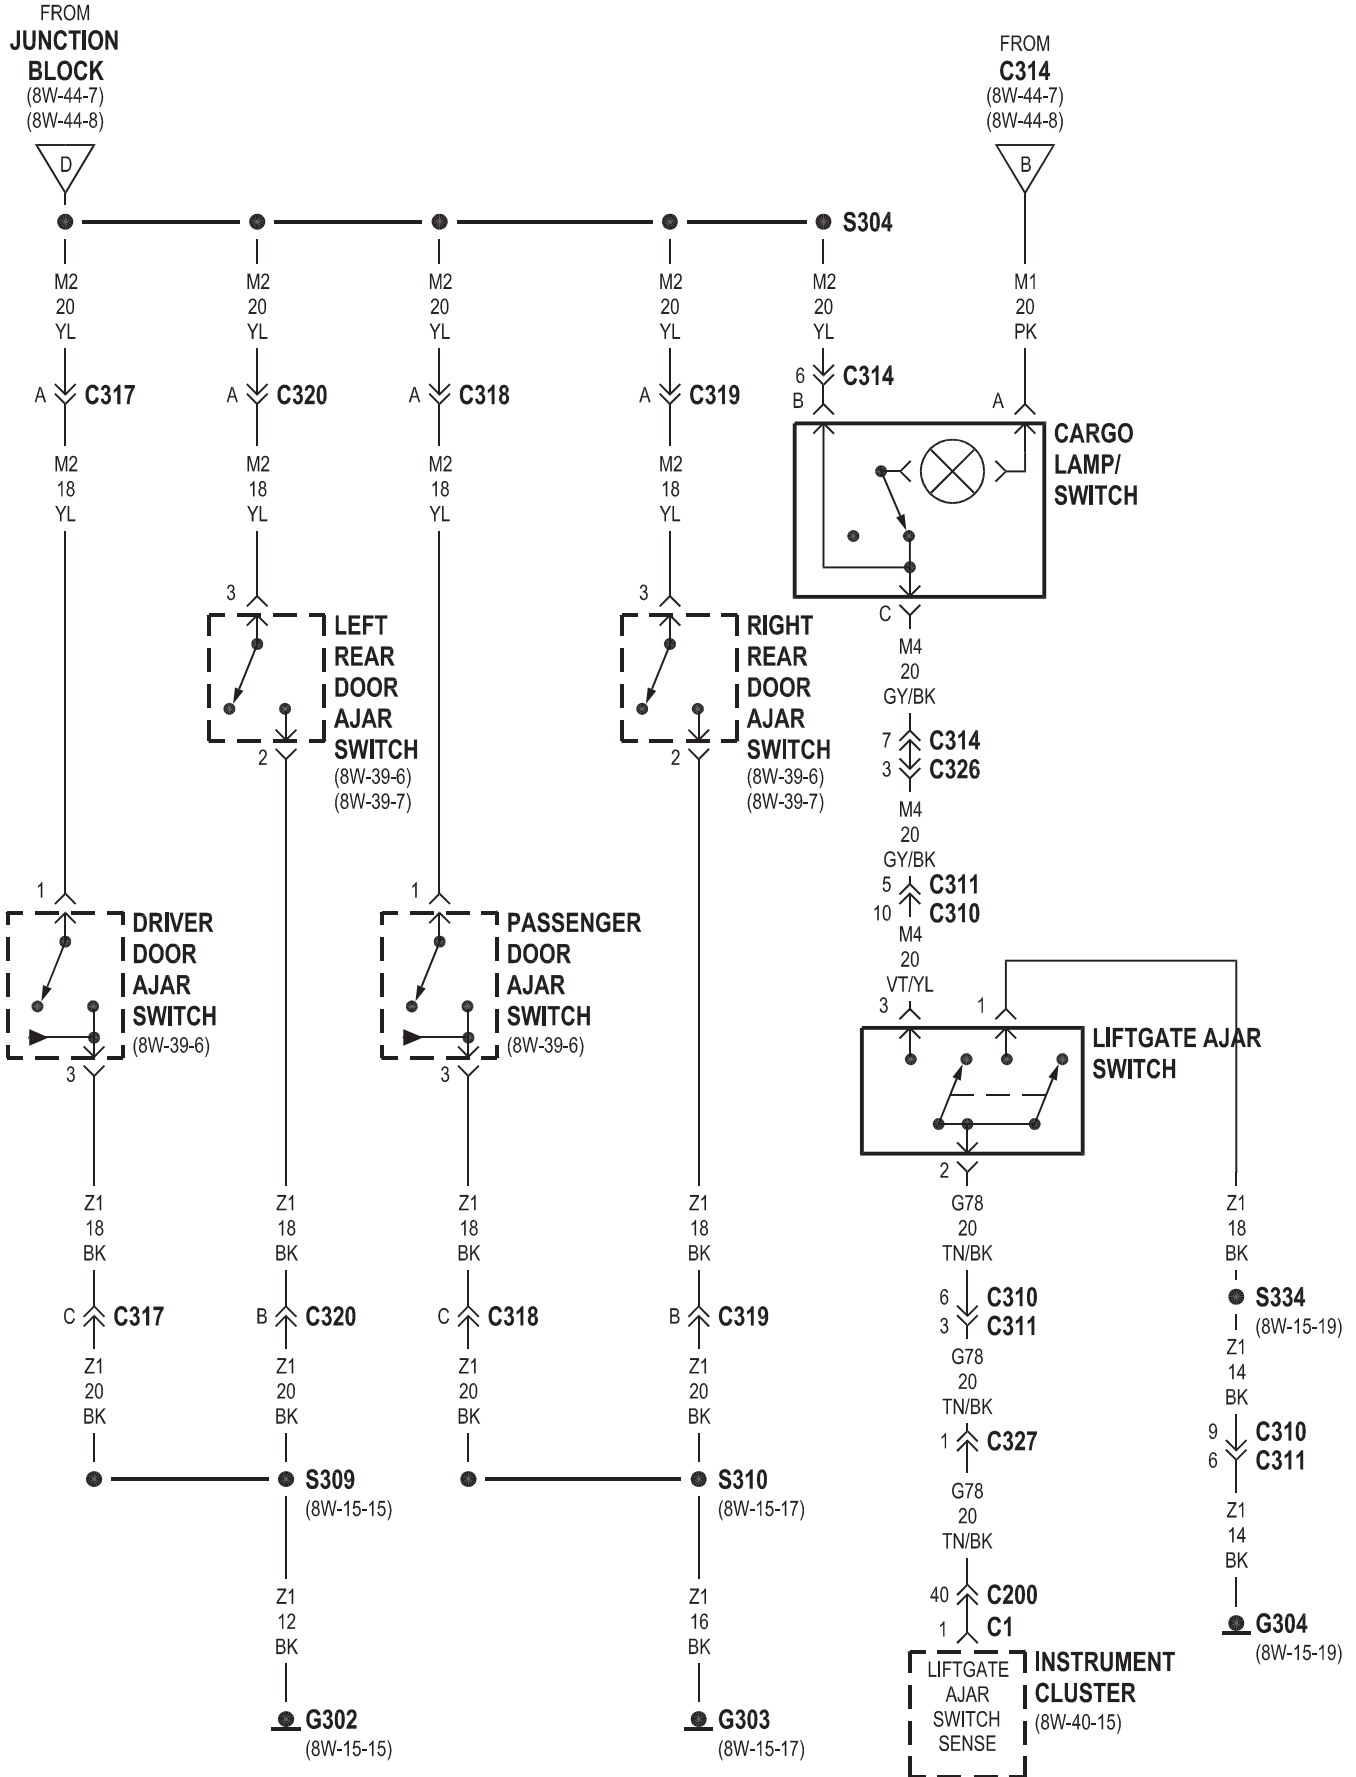 FROM
JUNCTION
BLOCK
(8W-44-7)
(8W-44-8)
D
FROM
C314
(8W-44-7)
(8W-44-8)
B
S304
M2
20
YL
M2
20
YL
M2
20
YL
M2
20
YL
M2
20
YL
M1
20
PK
A C317
A C320
A C318
A C319
6 C314
B
A
CARGO
LAMP/
SWITCH
M2
18
YL
M2
18
YL
M2
18
YL
M2
18
YL
3
LEFT
REAR
DOOR
AJAR
SWITCH
(8W-39-6)
(8W-39-7)
2
3
RIGHT
REAR
DOOR
AJAR
SWITCH
(8W-39-6)
(8W-39-7)
2
C
M4
20
GY/BK
7 C314
3 C326
M4
20
GY/BK
5 C311
10 C310
M4
20
VT/YL
3
1
LIFTGATE AJAR
SWITCH
2
1
DRIVER
DOOR
AJAR
SWITCH
(8W-39-6)
3
1
PASSENGER
DOOR
AJAR
SWITCH
(8W-39-6)
3
Z1
18
BK
Z1
18
BK
Z1
18
BK
Z1
18
BK
G78
20
TN/BK
Z1
18
BK
C C317
B C320
C C318
B C319
6 C310
3 C311
S334
(8W-15-19)
Z1
20
BK
Z1
20
BK
Z1
20
BK
Z1
20
BK
G78
20
TN/BK
Z1
14
BK
1 C327
9 C310
6 C311
S309
(8W-15-15)
S310
(8W-15-17)
G78
20
TN/BK
Z1
14
BK
Z1
12
BK
Z1
16
BK
40 C200
1 C1
G304
(8W-15-19)
G302
(8W-15-15)
G303
(8W-15-17)
LIFTGATE
AJAR
SWITCH
SENSE
INSTRUMENT
CLUSTER
(8W-40-15)